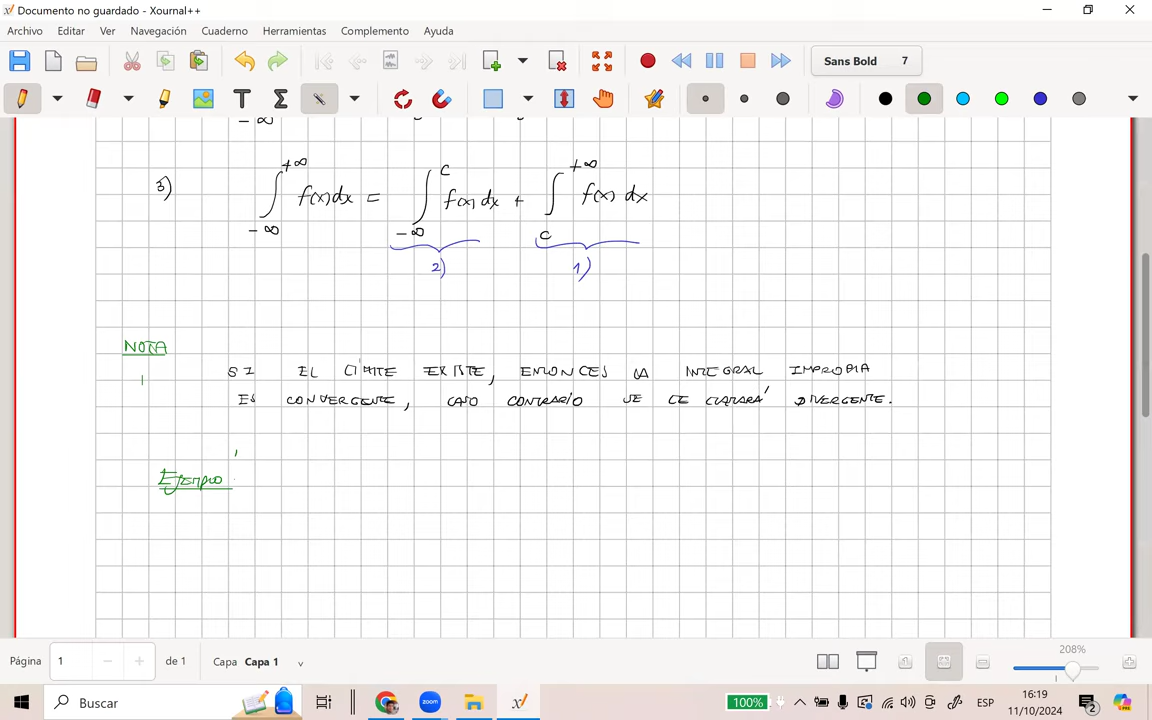 Documento no guardado - Xournal++
Archivo Editar Ver Navegación Cuaderno Herramientas Complemento Ayuda
Sans Bold 7
- ∞
3) ∫_{-∞}^{+∞} f(x) dx = ∫_{-∞}^{c} f(x) dx + ∫_{c}^{+∞} f(x) dx
2) 1)
NOTA
SI EL LÍMITE EXISTE, ENTONCES LA INTEGRAL IMPROPIA
ES CONVERGENTE, CASO CONTRARIO SE LE LLAMARÁ DIVERGENTE.
EJEMPLO
Página 1 de 1 Capa Capa 1 208%
Buscar 100% ESP 16:19
11/10/2024 2